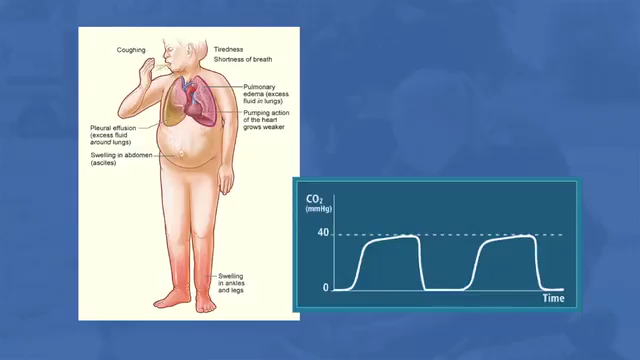 Coughing
Tiredness
Shortness of breath
Pulmonary
edema (excess
fluid in lungs)
Pumping action
of the heart
grows weaker
Pleural effusion
(excess fluid
around lungs)
Swelling in abdomen
(ascites)
Swelling
in ankles
and legs
CO₂
(mmHg)
40
0
Time